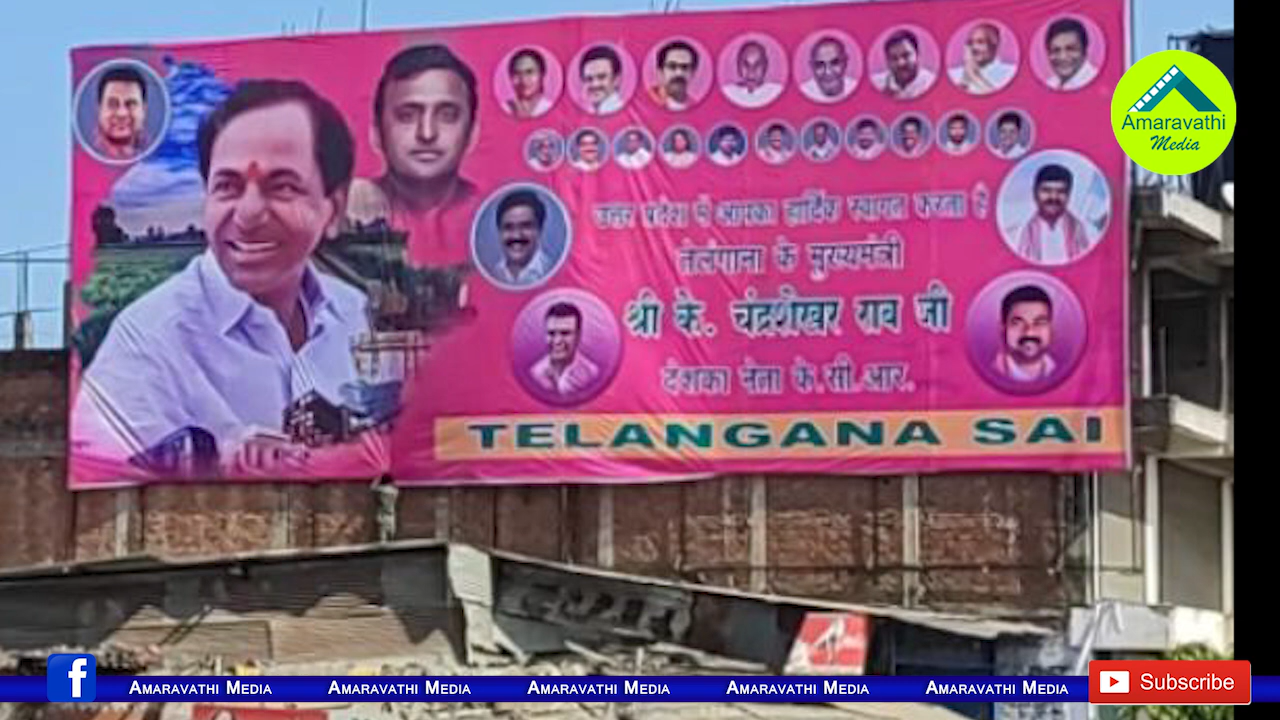 Amaravathi
Media
उत्तर प्रदेश में आपका हार्दिक स्वागत करता है
तेलंगाना के मुख्यमंत्री
श्री के. चंद्रशेखर राव जी
देशका नेता के.सी.आर.
TELANGANA SAI
f
AMARAVATHI MEDIA AMARAVATHI MEDIA AMARAVATHI MEDIA AMARAVATHI MEDIA AMARAVATHI MEDIA
Subscribe